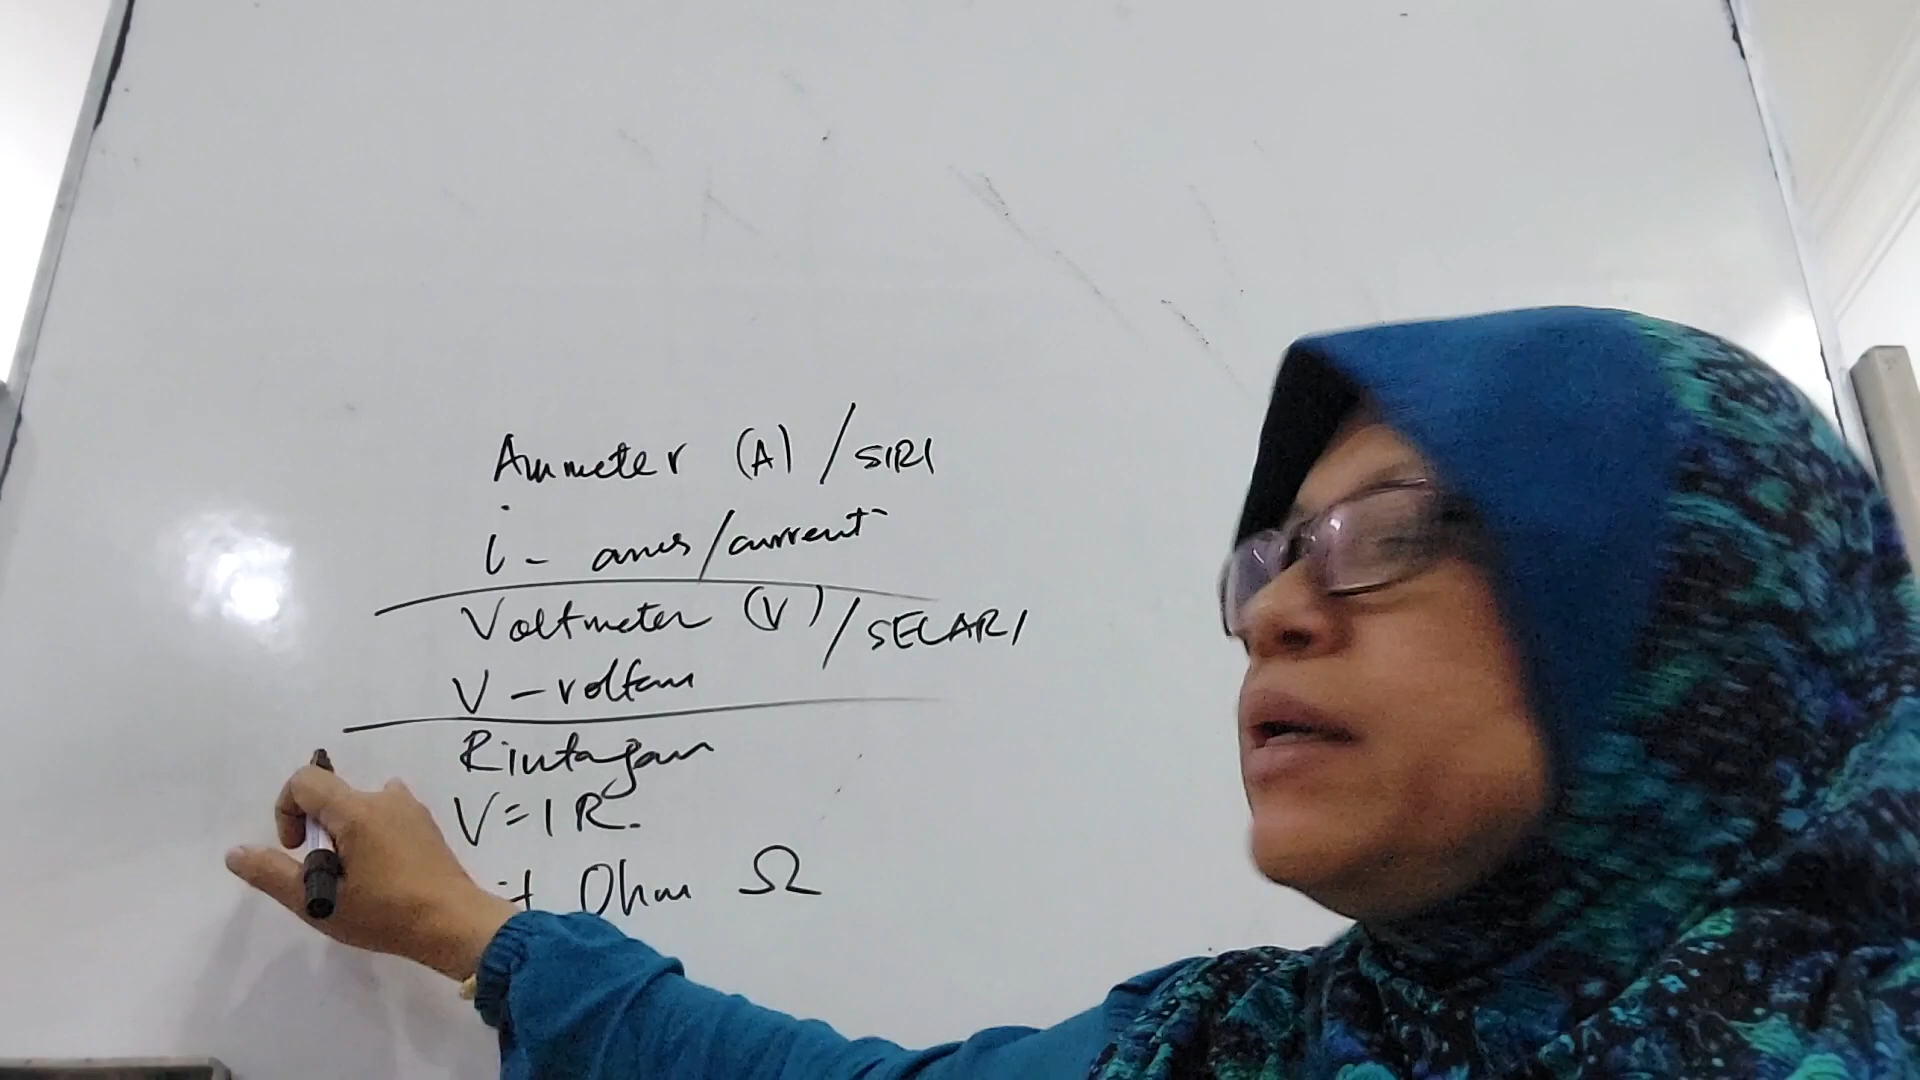 Ammeter (A) / SIRI
i - arus / current
Voltmeter (V) / SELARI
V - voltan
Rintangan
V = I R.
Ohm Ω